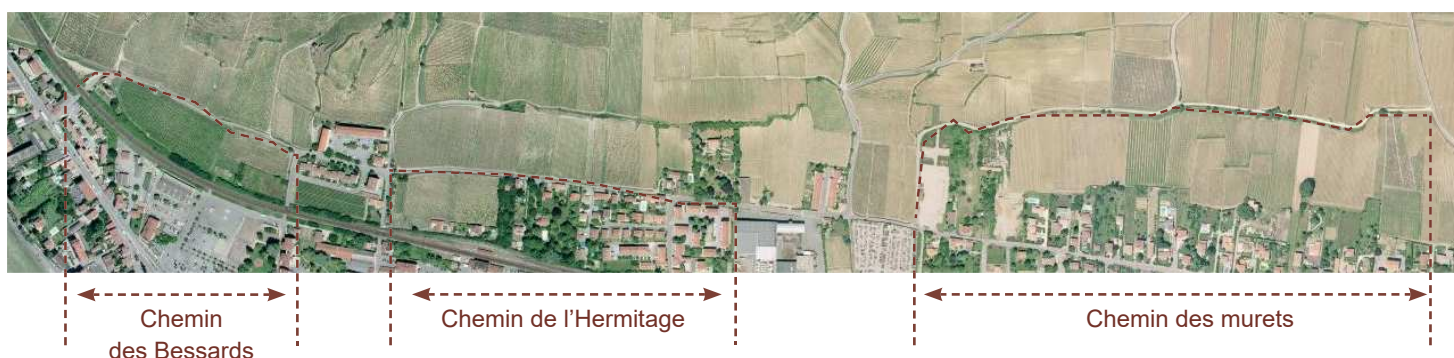 Chemin
des Bessards
Chemin de l’Hermitage
Chemin des murets